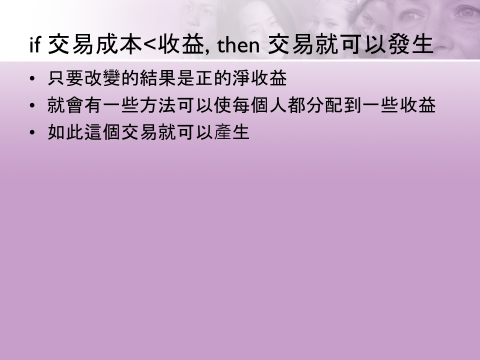 if 交易成本<收益, then 交易就可以發生
• 只要改變的結果是正的淨收益
• 就會有一些方法可以使每個人都分配到一些收益
• 如此這個交易就可以產生